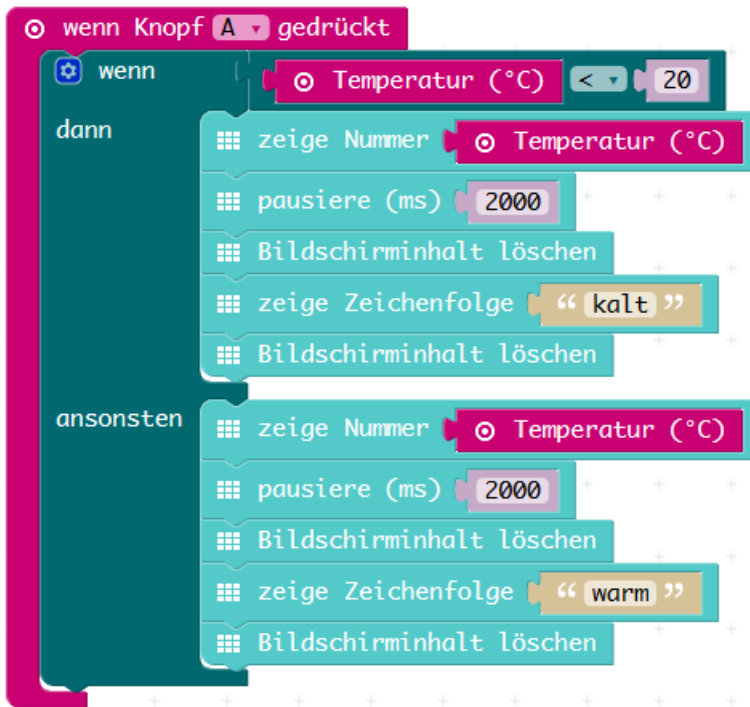 wenn Knopf A gedrückt
wenn Temperatur (°C) < 20
dann
zeige Nummer Temperatur (°C)
pausiere (ms) 2000
Bildschirminhalt löschen
zeige Zeichenfolge “ kalt ”
Bildschirminhalt löschen
ansonsten
zeige Nummer Temperatur (°C)
pausiere (ms) 2000
Bildschirminhalt löschen
zeige Zeichenfolge “ warm ”
Bildschirminhalt löschen